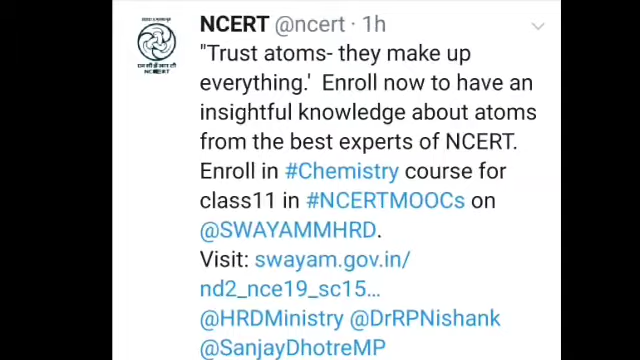 NCERT @ncert · 1h
"Trust atoms- they make up
everything.' Enroll now to have an
insightful knowledge about atoms
from the best experts of NCERT.
Enroll in #Chemistry course for
class11 in #NCERTMOOCs on
@SWAYAMMHRD.
Visit: swayam.gov.in/
nd2_nce19_sc15...
@HRDMinistry @DrRPNishank
@SanjayDhotreMP
NCERT